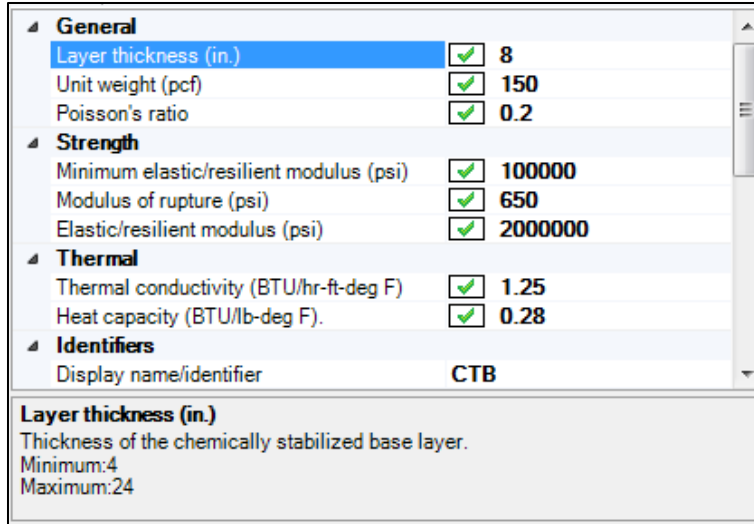 General
Layer thickness (in.) 8
Unit weight (pcf) 150
Poisson's ratio 0.2
Strength
Minimum elastic/resilient modulus (psi) 100000
Modulus of rupture (psi) 650
Elastic/resilient modulus (psi) 2000000
Thermal
Thermal conductivity (BTU/hr-ft-deg F) 1.25
Heat capacity (BTU/lb-deg F). 0.28
Identifiers
Display name/identifier CTB
Layer thickness (in.)
Thickness of the chemically stabilized base layer.
Minimum:4
Maximum:24